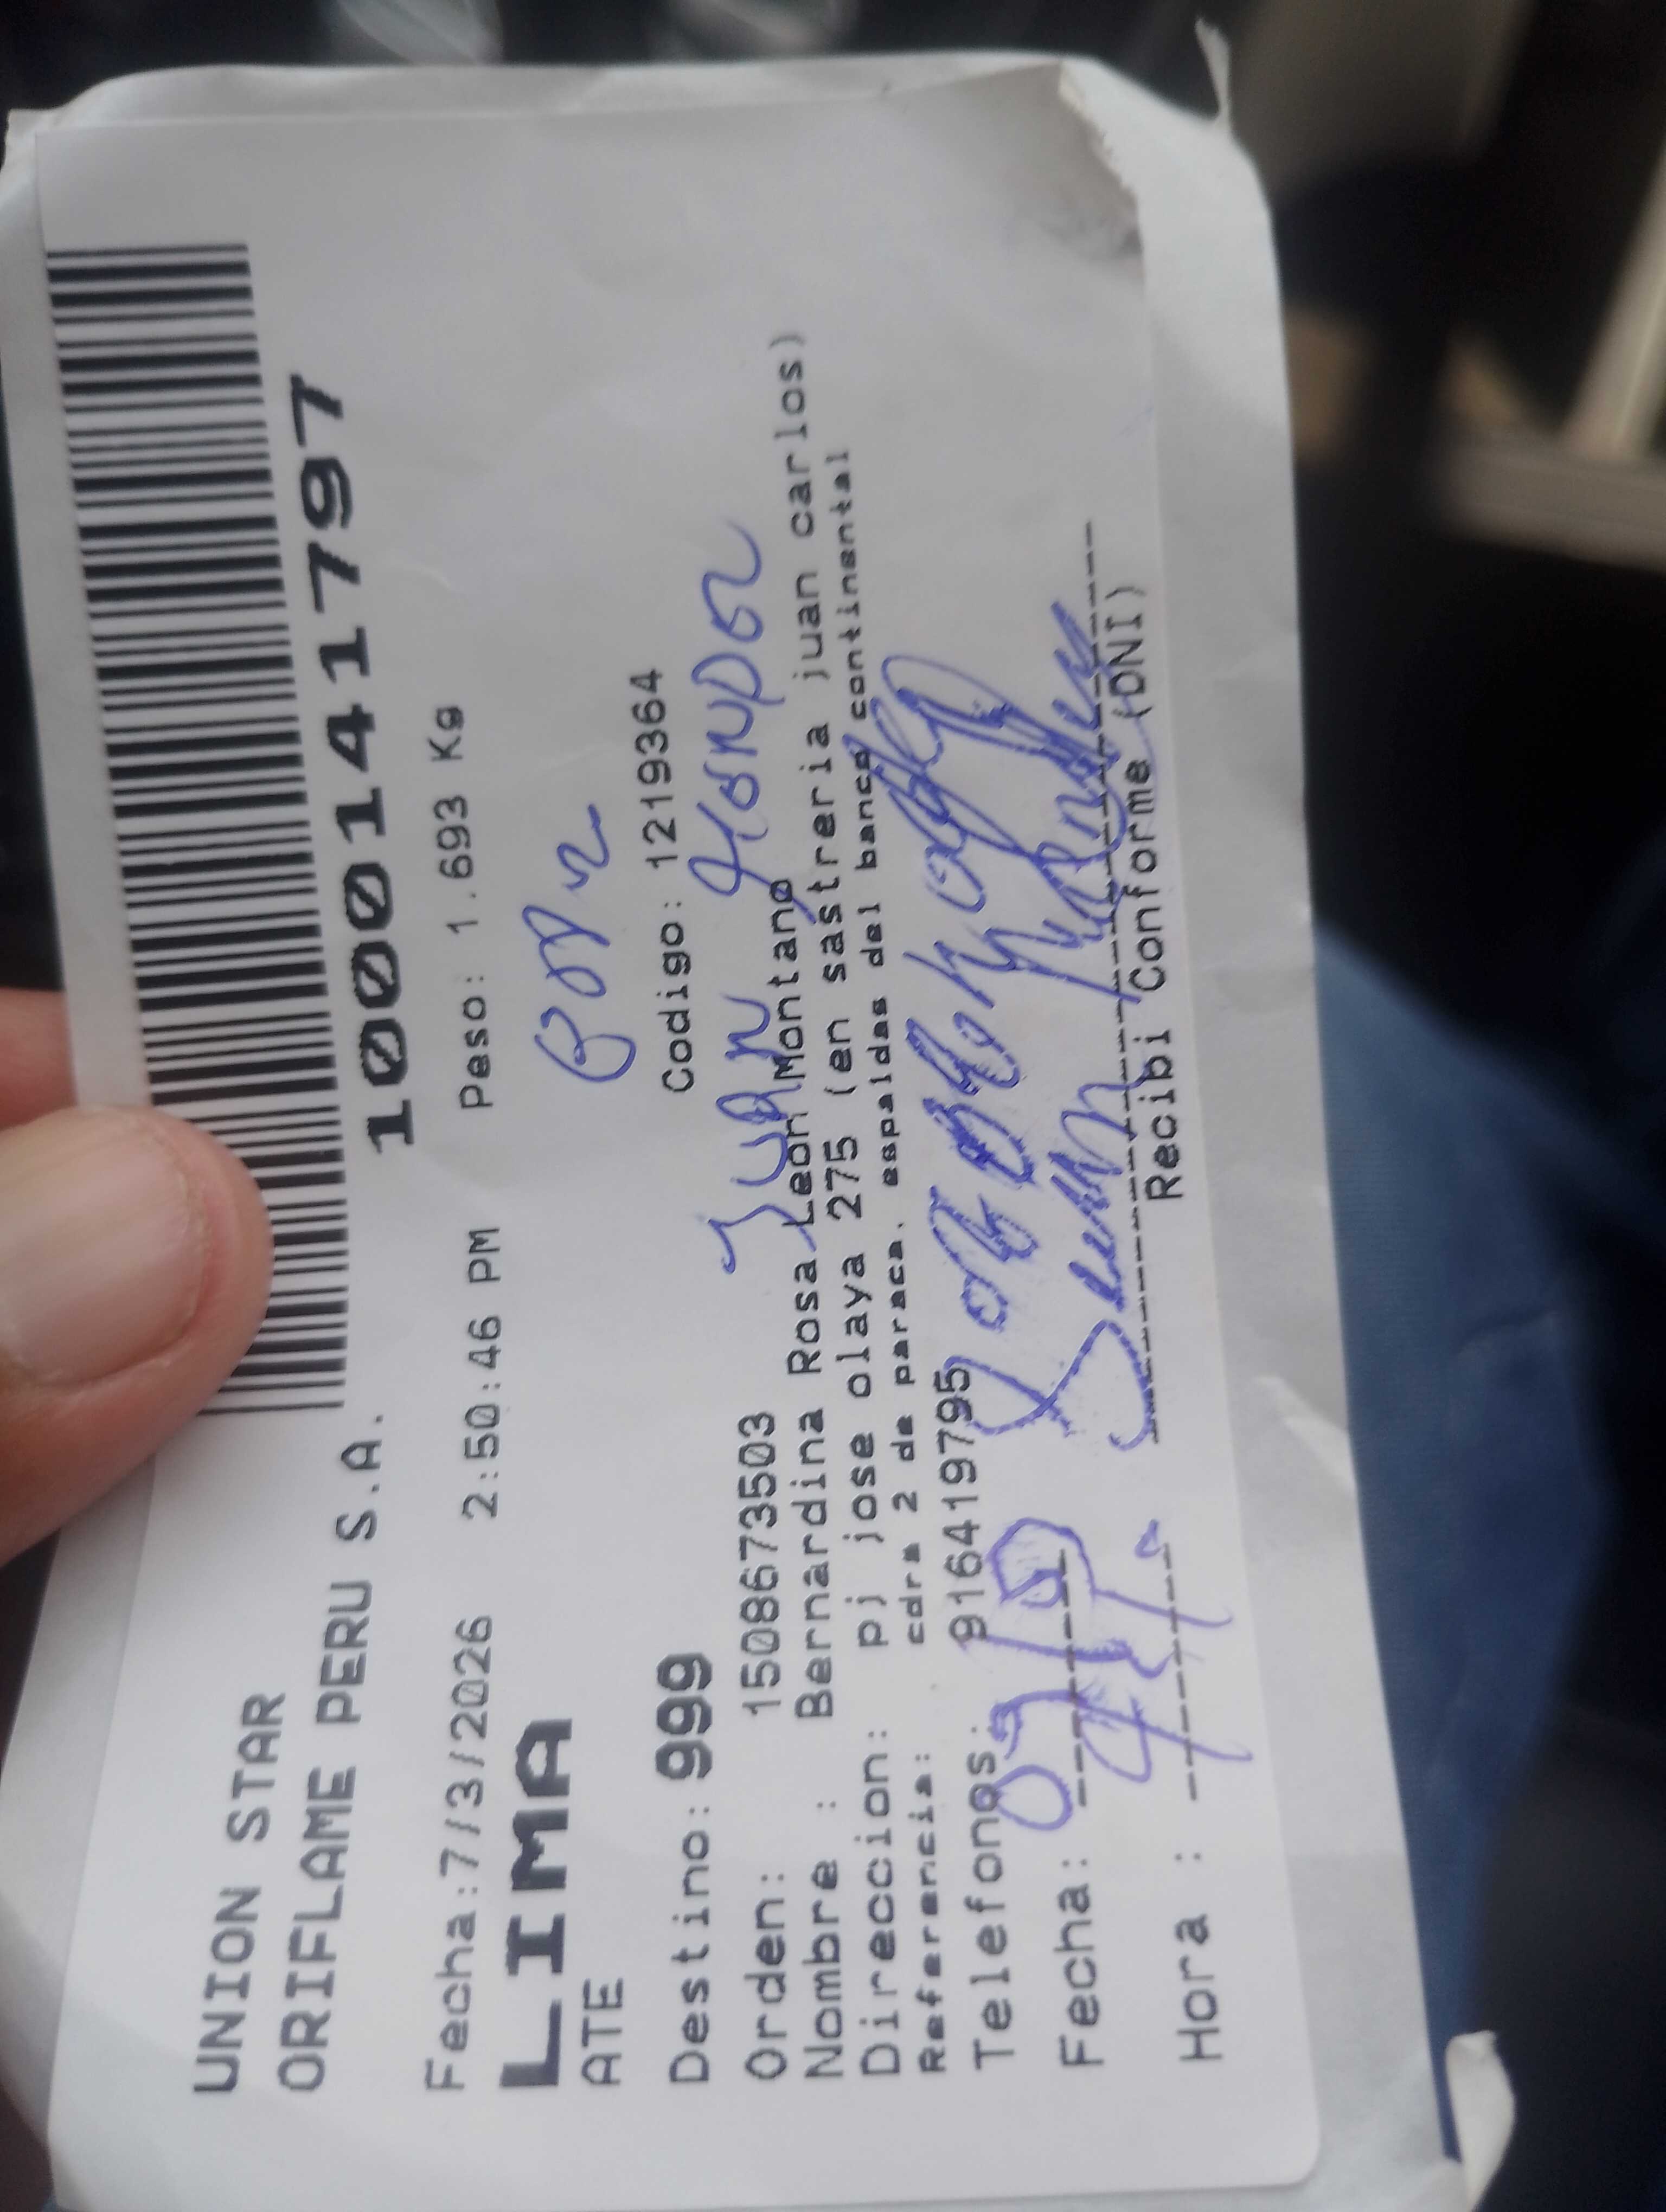 UNION STAR
ORIFLAME PERU S.A.
1000141797
Fecha:7/3/2026 2:50:46 PM Peso: 1.693 Kg
LIMA
ATE
Destino: 999 Codigo: 1219364
Juan
Orden: 1508673503
Nombre : Bernardina Rosa Leon Montano
Direccion: pj jose olaya 275 (en sastreria juan carlos)
Referencia: cdra 2 de paraca. espaldas del banco continental
Telefonos: 916419795
Fecha:
Hora :
Recibi Conforme (DNI)